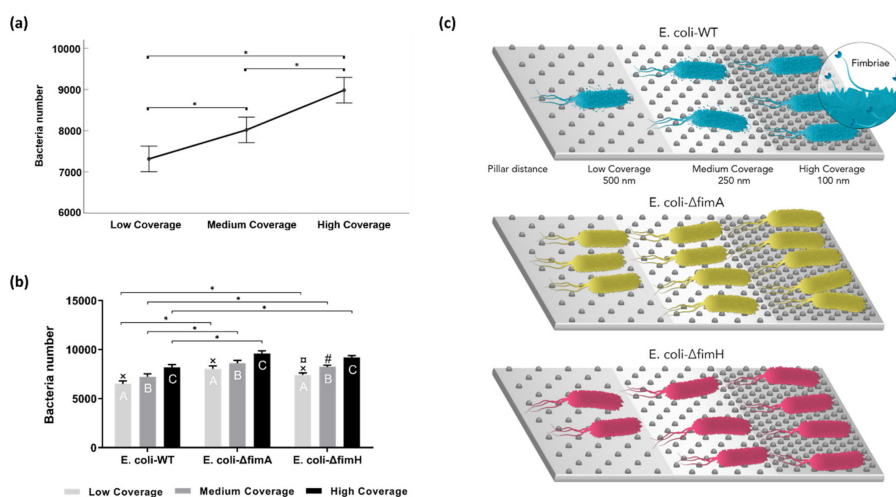 (a)
10000
*
*
9000
*
Bacteria number
8000
7000
6000
Low Coverage
Medium Coverage
High Coverage
(b)
15000
*
*
*
*
*
*
Bacteria number
10000
5000
0
×
×
¤
×
#
A B C
A B C
A B C
E. coli-WT
E. coli-ΔfimA
E. coli-ΔfimH
Low Coverage
Medium Coverage
High Coverage
(c)
E. coli-WT
Fimbriae
Pillar distance
Low Coverage
500 nm
Medium Coverage
250 nm
High Coverage
100 nm
E. coli-ΔfimA
E. coli-ΔfimH